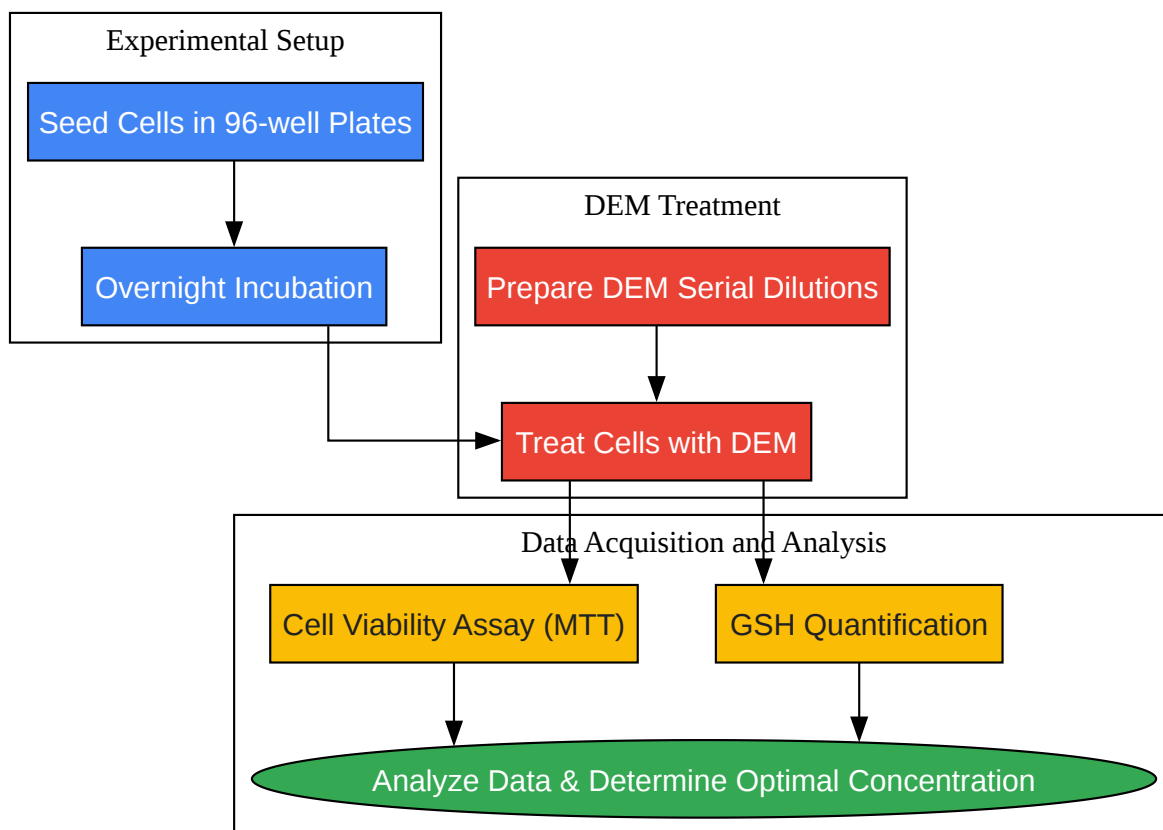 Experimental Setup
Seed Cells in 96-well Plates
Overnight Incubation
DEM Treatment
Prepare DEM Serial Dilutions
Treat Cells with DEM
Data Acquisition and Analysis
Cell Viability Assay (MTT)
GSH Quantification
Analyze Data & Determine Optimal Concentration